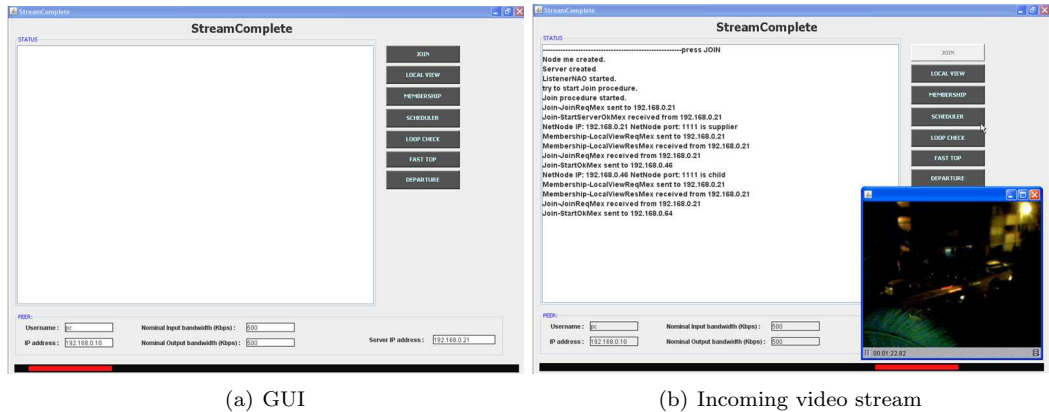 StreamComplete
StreamComplete
STATUS
JOIN
LOCAL VIEW
MEMBERSHIP
SCHEDULER
LOOP CHECK
FAST TOP
DEPARTURE
PEER:
Username : pc
Nominal Input bandwidth (Kbps) : 500
IP address : 192.168.0.10
Nominal Output bandwidth (Kbps) : 500
Server IP address : 192.168.0.21
(a) GUI
StreamComplete
StreamComplete
STATUS
------------------------------------------------------------press JOIN
Node me created.
Server created
ListenerNAO started.
try to start Join procedure.
Join procedure started.
Join-JoinReqMex sent to 192.168.0.21
Join-StartServerOkMex received from 192.168.0.21
NetNode IP: 192.168.0.21 NetNode port: 1111 is supplier
Membership-LocalViewReqMex sent to 192.168.0.21
Membership-LocalViewResMex received from 192.168.0.21
Join-JoinReqMex received from 192.168.0.21
Join-StartOkMex sent to 192.168.0.46
NetNode IP: 192.168.0.46 NetNode port: 1111 is child
Membership-LocalViewReqMex sent to 192.168.0.21
Membership-LocalViewResMex received from 192.168.0.21
Join-JoinReqMex received from 192.168.0.21
Join-StartOkMex sent to 192.168.0.64
JOIN
LOCAL VIEW
MEMBERSHIP
SCHEDULER
LOOP CHECK
FAST TOP
DEPARTURE
PEER:
Username : pc
Nominal Input bandwidth (Kbps) : 500
IP address : 192.168.0.10
Nominal Output bandwidth (Kbps) : 500
00:01:22.82
(b) Incoming video stream